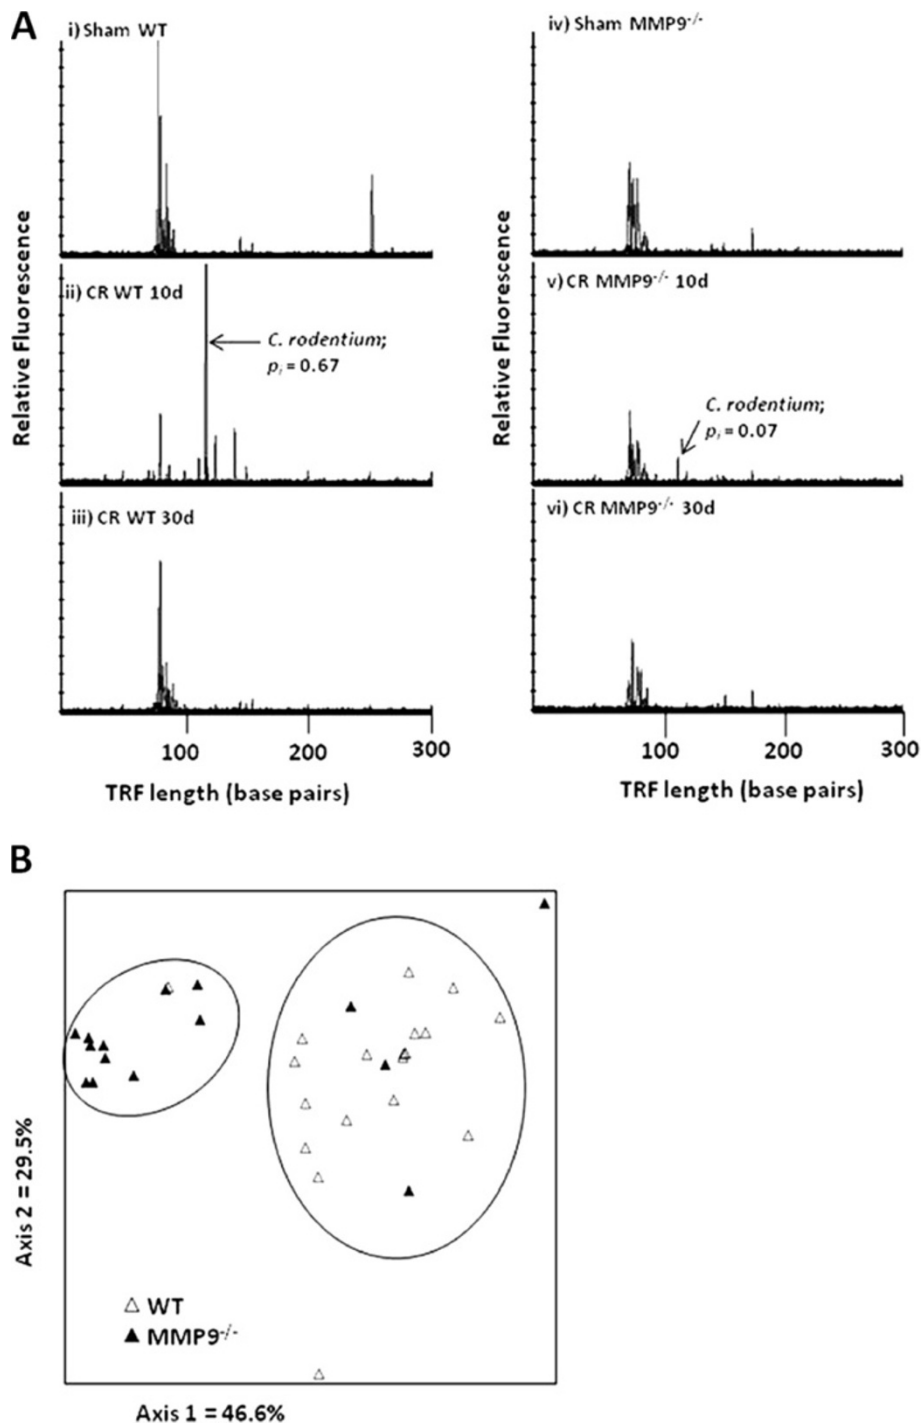 A
i) Sham WT
iv) Sham MMP9-/-
Relative Fluorescence
Relative Fluorescence
ii) CR WT 10d
C. rodentium;
pi = 0.67
v) CR MMP9-/- 10d
C. rodentium;
pi = 0.07
iii) CR WT 30d
vi) CR MMP9-/- 30d
100 200 300
100 200 300
TRF length (base pairs)
TRF length (base pairs)
B
Axis 2 = 29.5%
△ WT
▲ MMP9-/-
Axis 1 = 46.6%